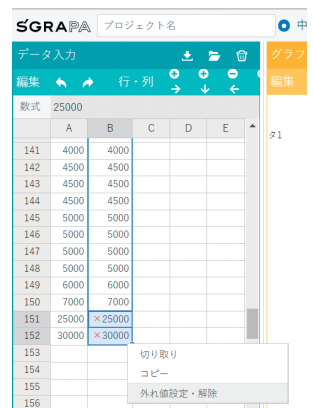 SGRAPA プロジェクト名 中
データ入力 グラフ
編集 行・列 編集
数式 25000
A B C D E
タ1
141 4000 4000
142 4500 4500
143 4500 4500
144 4500 4500
145 5000 5000
146 5000 5000
147 5000 5000
148 5000 5000
149 6000 6000
150 7000 7000
151 25000 ×25000
152 30000 ×30000
153
154
155
156
切り取り
コピー
外れ値設定・解除